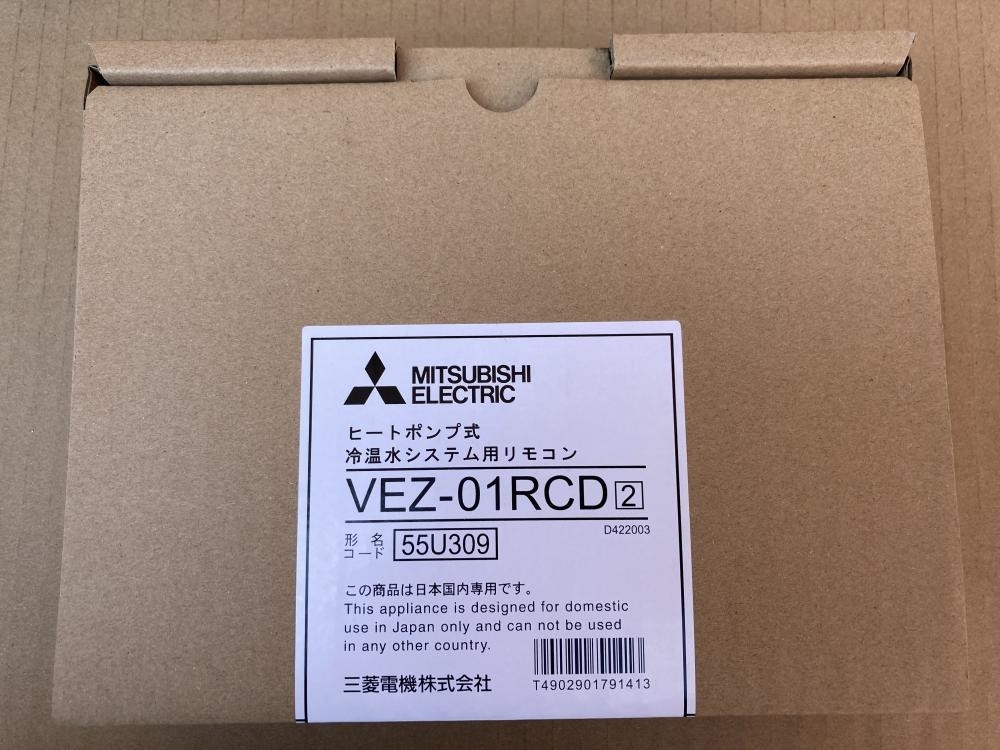 MITSUBISHI
ELECTRIC
ヒートポンプ式
冷温水システム用リモコン
VEZ-01RCD 2
D422003
形名
コード 55U309
この商品は日本国内専用です。
This appliance is designed for domestic
use in Japan only and can not be used
in any other country.
三菱電機株式会社
T4902901791413